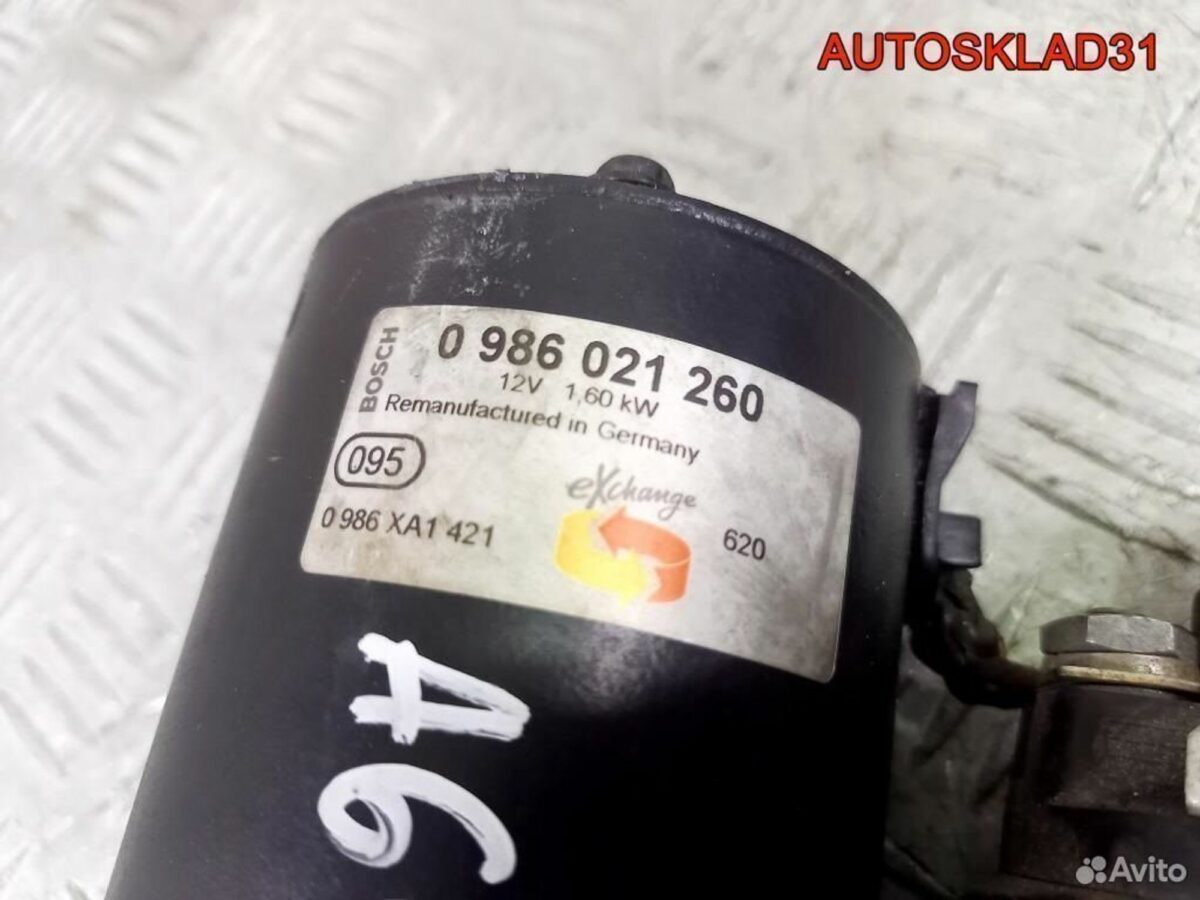 AUTOSKLAD31
BOSCH
0 986 021 260
12V 1,60 kW
Remanufactured in Germany
095
eXchange
0 986 XA1 421
620
A6
Avito